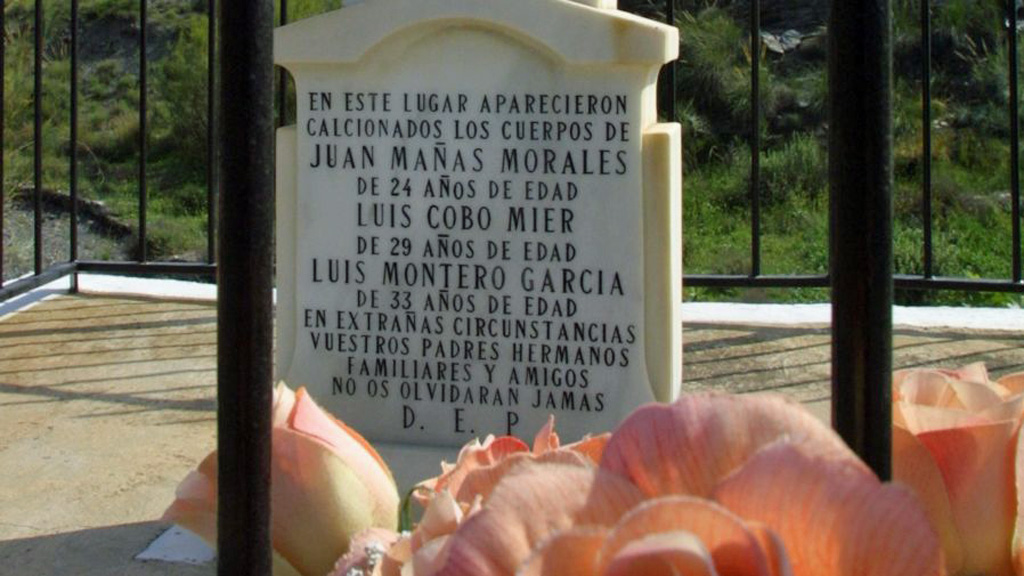 EN ESTE LUGAR APARECIERON
CALCIONADOS LOS CUERPOS DE
JUAN MAÑAS MORALES
DE 24 AÑOS DE EDAD
LUIS COBO MIER
DE 29 AÑOS DE EDAD
LUIS MONTERO GARCIA
DE 33 AÑOS DE EDAD
EN EXTRAÑAS CIRCUNSTANCIAS
VUESTROS PADRES HERMANOS
FAMILIARES Y AMIGOS
NO OS OLVIDARAN JAMAS
D. E. P